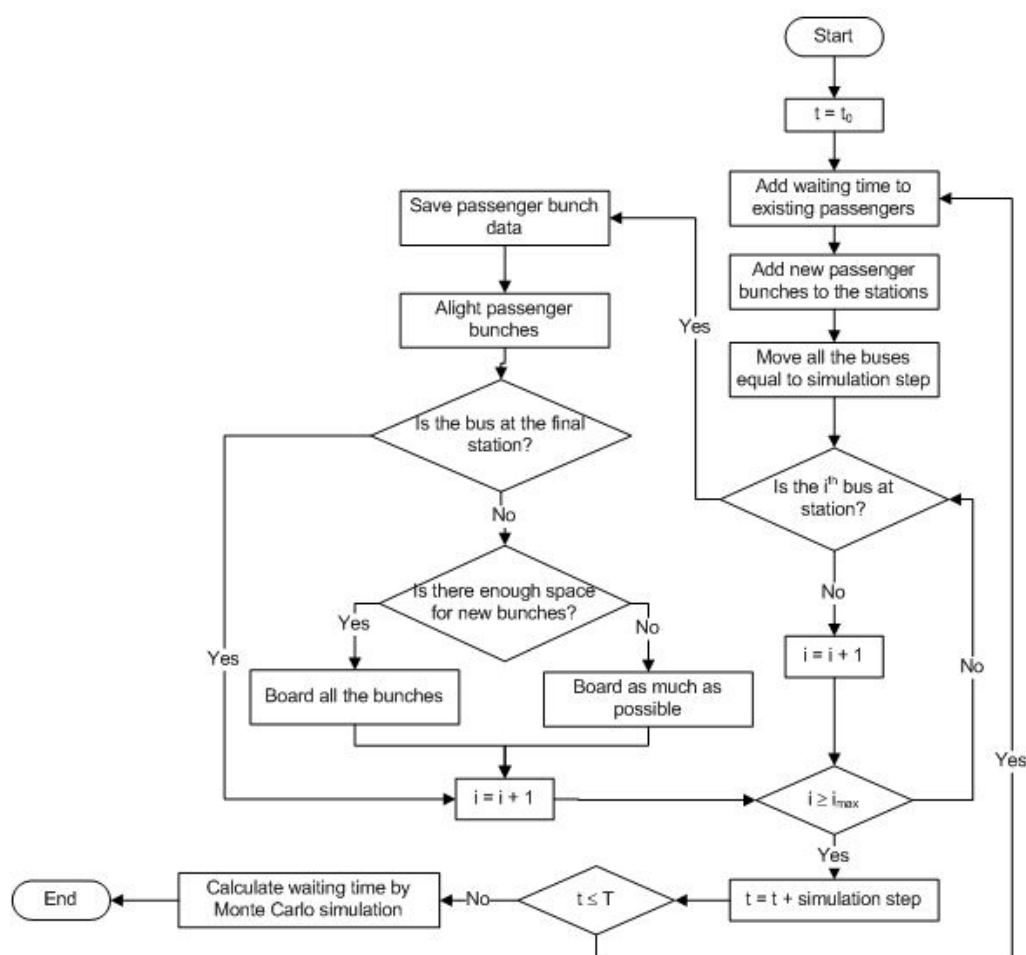 Start
t = t₀
Add waiting time to
existing passengers
Add new passenger
bunches to the stations
Move all the buses
equal to simulation step
Is the iᵗʰ bus at
station?
Yes
No
Save passenger bunch
data
Alight passenger
bunches
Is the bus at the final
station?
No
Yes
Is there enough space
for new bunches?
Yes
No
Board all the bunches
Board as much as
possible
i = i + 1
i = i + 1
i ≥ iₘₐₓ
No
Yes
t = t + simulation step
t ≤ T
Yes
No
Calculate waiting time by
Monte Carlo simulation
End